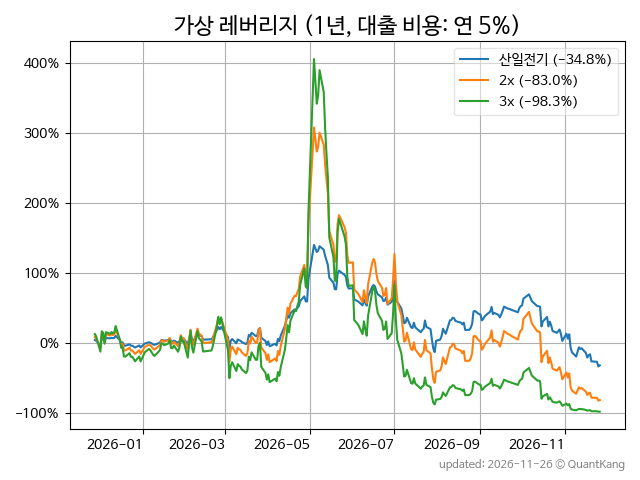 가상 레버리지 (1년, 대출 비용: 연 5%)
산일전기 (-34.8%)
2x (-83.0%)
3x (-98.3%)
400%
300%
200%
100%
0%
-100%
2026-01
2026-03
2026-05
2026-07
2026-09
2026-11
updated: 2026-11-26 © QuantKang